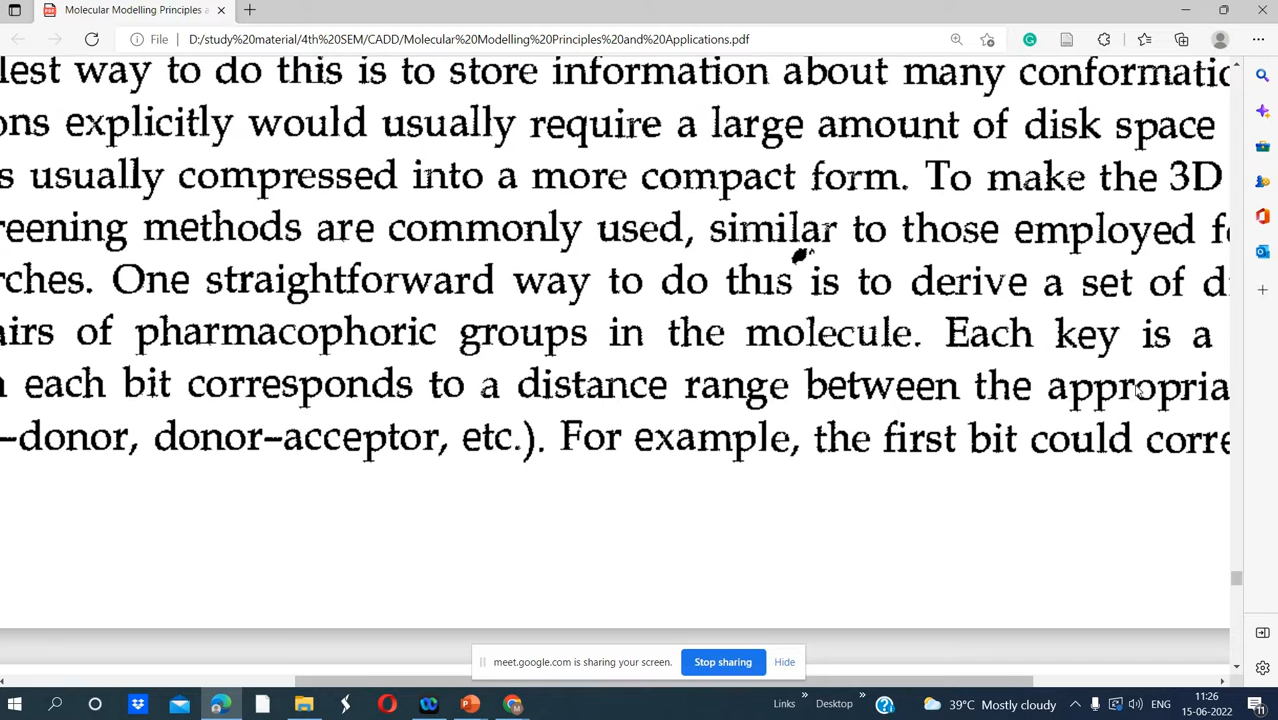 Molecular Modelling Principles a
File
D:/study%20material/4th%20SEM/CADD/Molecular%20Modelling%20Principles%20and%20Applications.pdf
lest way to do this is to store information about many conformatio
ons explicitly would usually require a large amount of disk space
s usually compressed into a more compact form. To make the 3D
reening methods are commonly used, similar to those employed fo
rches. One straightforward way to do this is to derive a set of di
airs of pharmacophoric groups in the molecule. Each key is a
n each bit corresponds to a distance range between the appropria
–donor, donor–acceptor, etc.). For example, the first bit could corre
meet.google.com is sharing your screen.
Stop sharing
Hide
Links
Desktop
39°C Mostly cloudy
ENG
11:26
15-06-2022